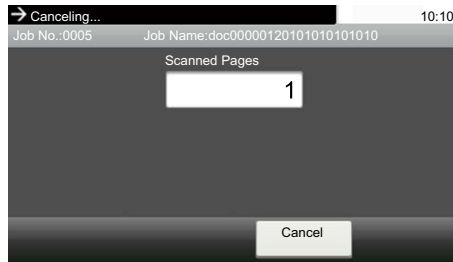 → Canceling... 10:10
Job No.:0005 Job Name:doc00000120101010101010
Scanned Pages
1
Cancel